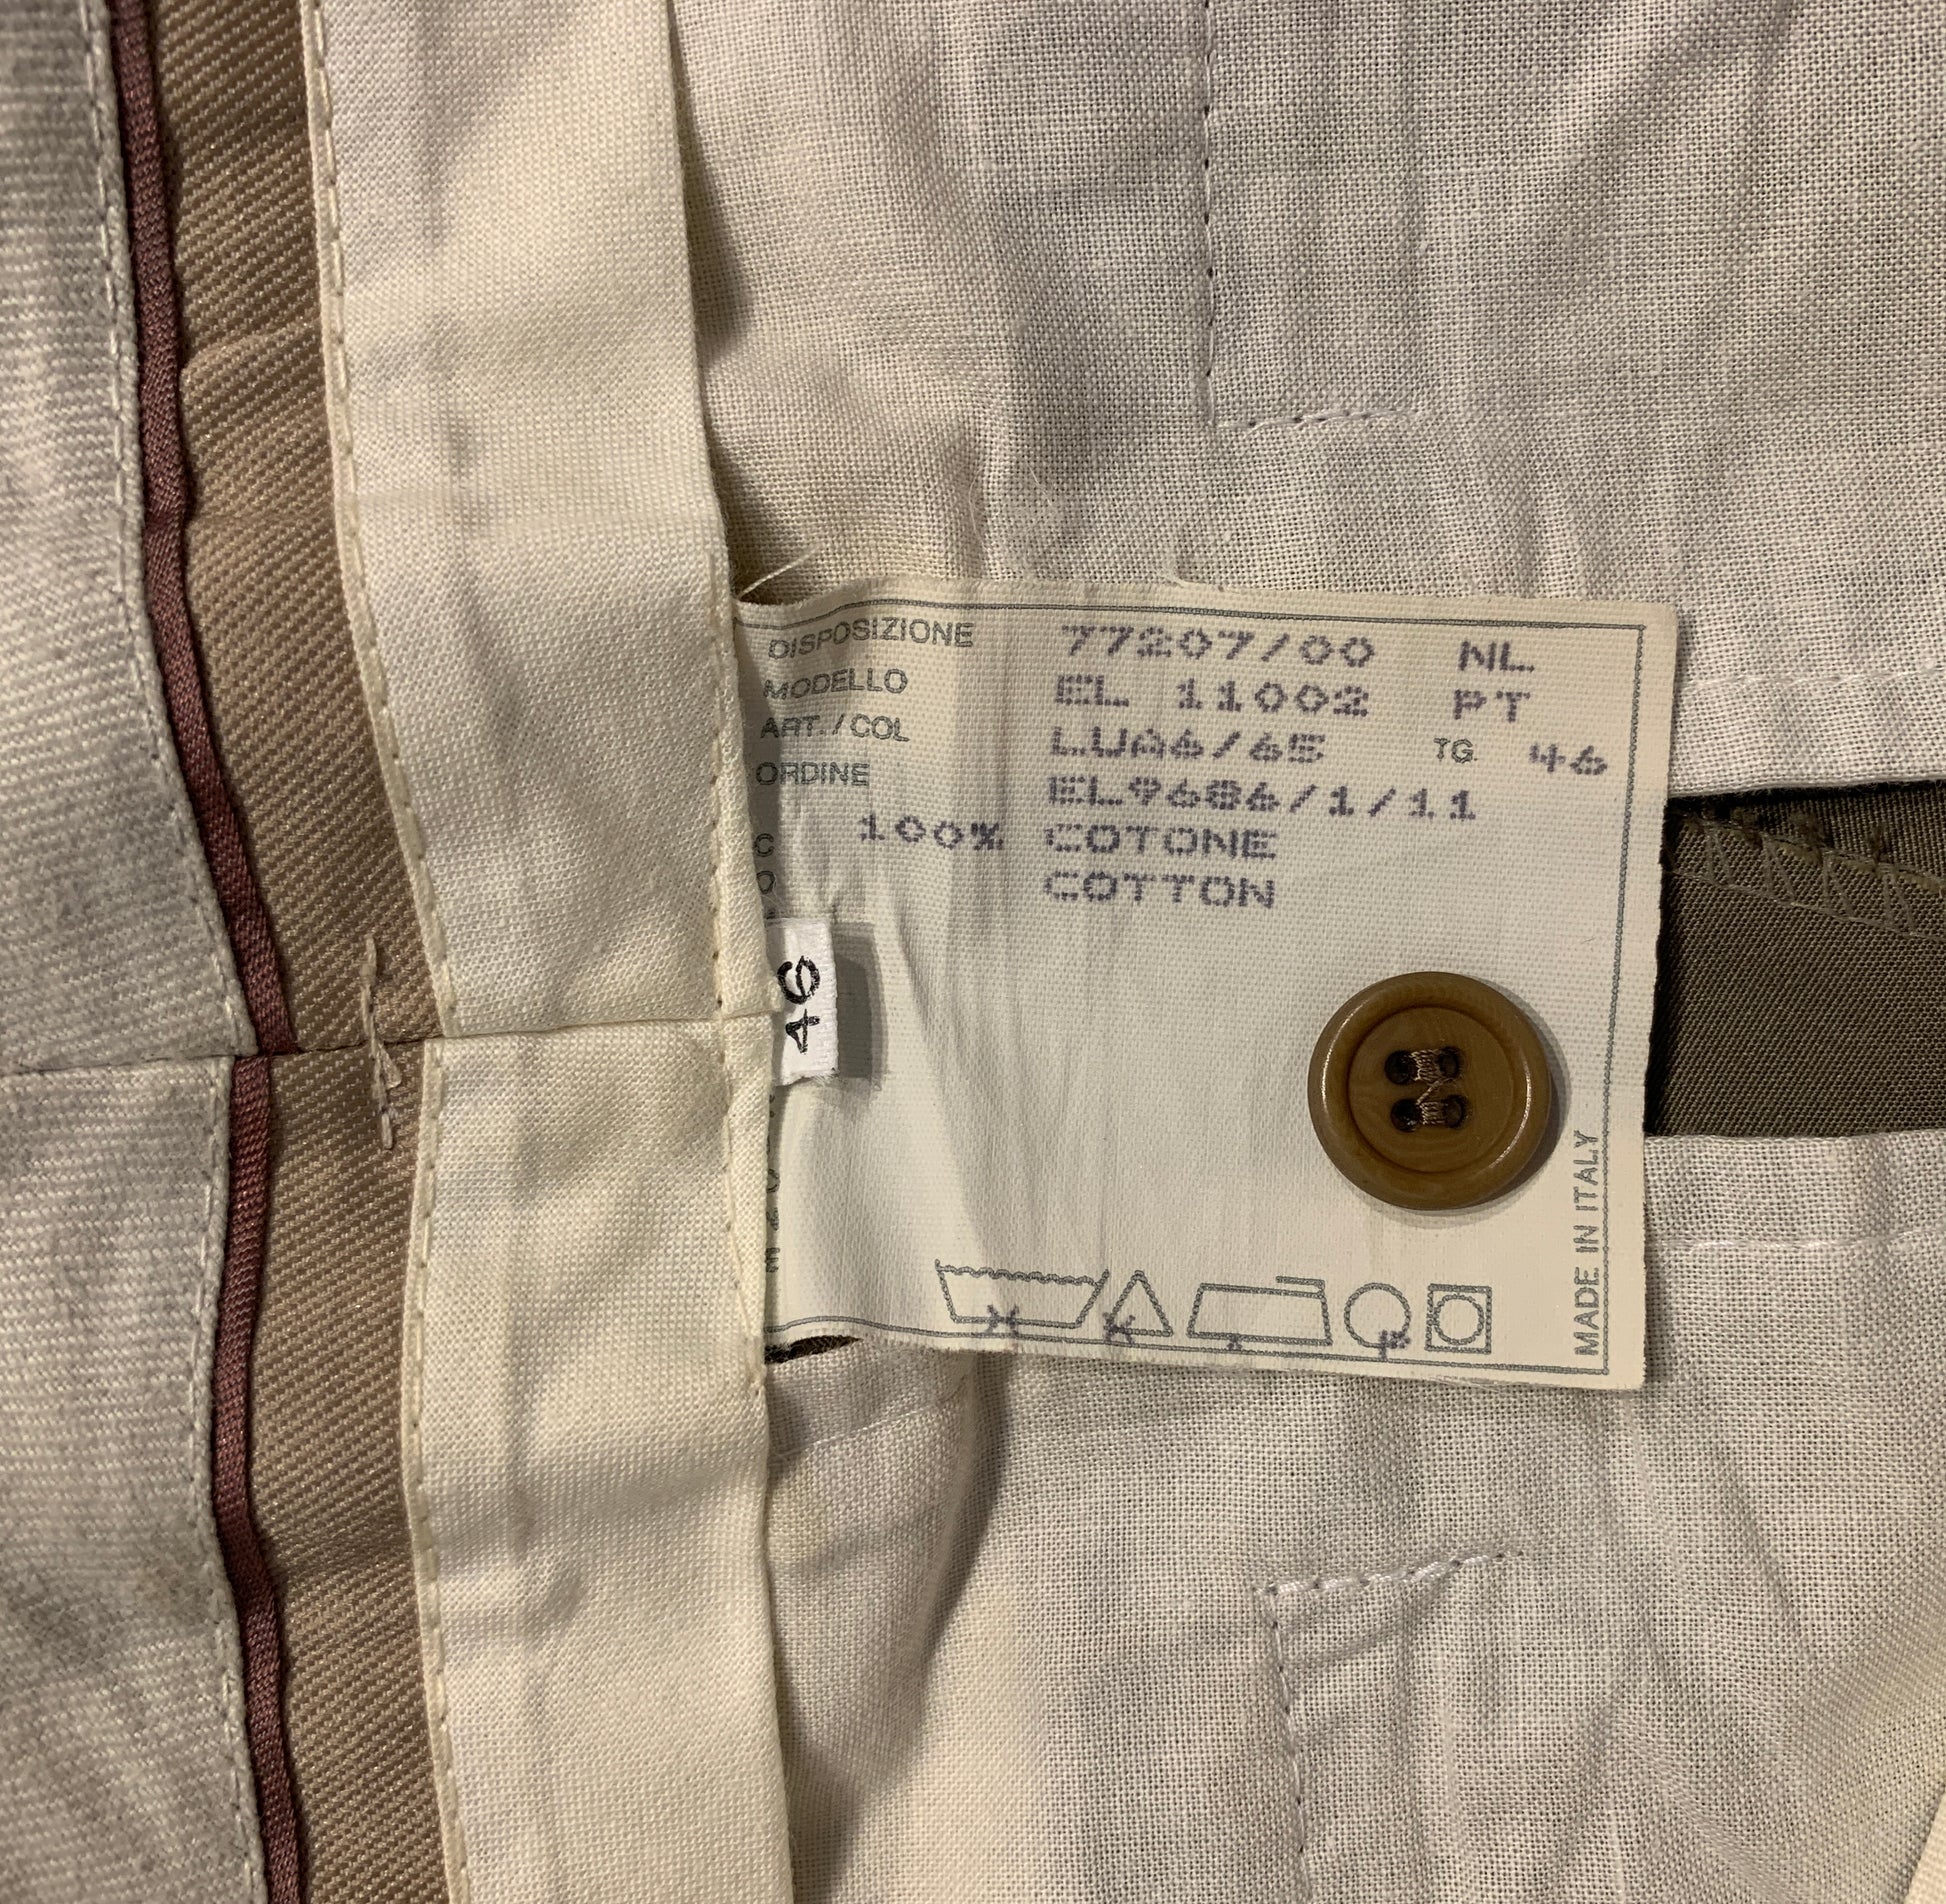 DISPOSIZIONE 77207/00 NL
MODELLO EL 11002 PT
ART./COL LUA6/65 TG. 46
ORDINE EL9686/1/11
100% COTONE
COTTON
46
MADE IN ITALY